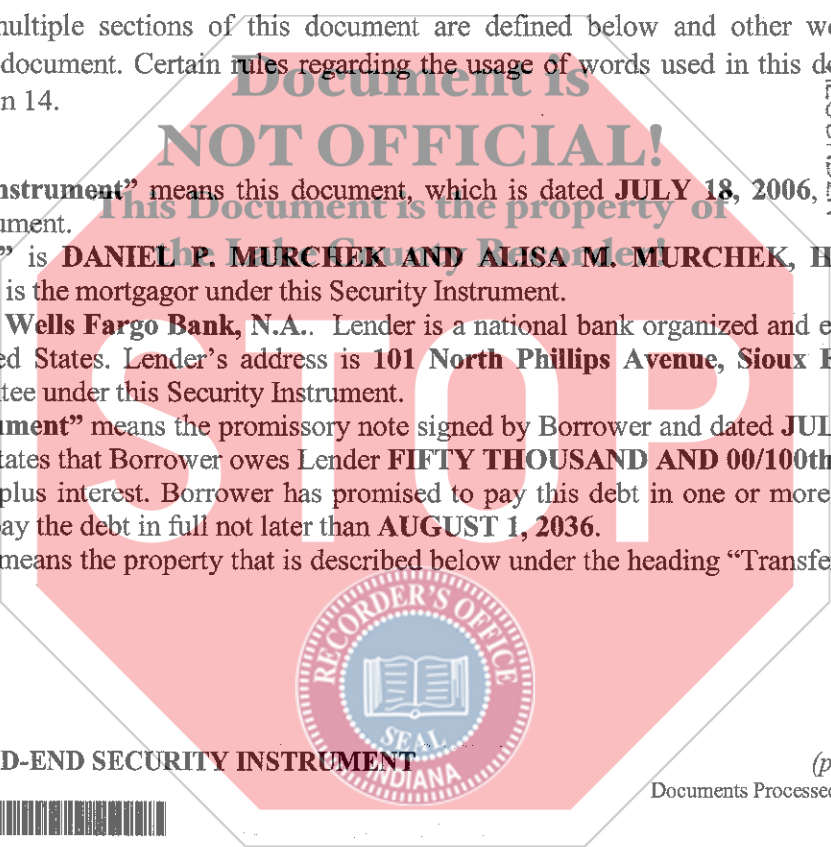 multiple sections of this document are defined below and other
document. Certain rules regarding the usage of words used in this
n 14.
Document is
NOT OFFICIAL!
This Document is the property of
the Lake County Recorder!
nstrument” means this document, which is dated JULY 18, 2006,
ument.
” is DANIEL P. MURCHEK AND ALISA M. MURCHEK, H
is the mortgagor under this Security Instrument.
Wells Fargo Bank, N.A.. Lender is a national bank organized and e
ed States. Lender’s address is 101 North Phillips Avenue, Sioux
tee under this Security Instrument.
ument” means the promissory note signed by Borrower and dated JUL
tates that Borrower owes Lender FIFTY THOUSAND AND 00/100th
plus interest. Borrower has promised to pay this debt in one or more
ay the debt in full not later than AUGUST 1, 2036.
means the property that is described below under the heading “Transfe
STOP
RECORDER'S OFFICE
SEAL
INDIANA
D-END SECURITY INSTRUMENT
(p
Documents Processed